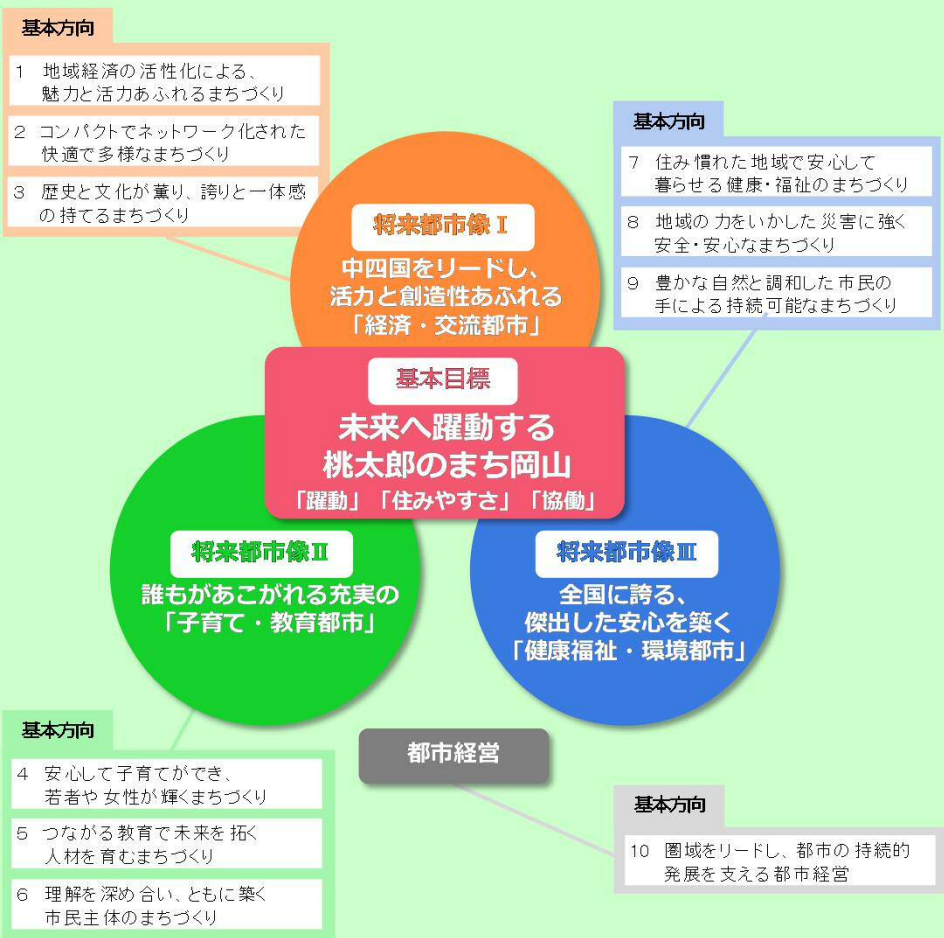 基本方向
1 地域経済の活性化による、
魅力と活力あふれるまちづくり
2 コンパクトでネットワーク化された
快適で多様なまちづくり
3 歴史と文化が薫り、誇りと一体感
の持てるまちづくり
将来都市像Ⅰ
中四国をリードし、
活力と創造性あふれる
「経済・交流都市」
基本方向
7 住み慣れた地域で安心して
暮らせる健康・福祉のまちづくり
8 地域の力をいかした災害に強く
安全・安心なまちづくり
9 豊かな自然と調和した市民の
手による持続可能なまちづくり
基本目標
未来へ躍動する
桃太郎のまち岡山
「躍動」「住みやすさ」「協働」
将来都市像Ⅱ
誰もがあこがれる充実の
「子育て・教育都市」
将来都市像Ⅲ
全国に誇る、
傑出した安心を築く
「健康福祉・環境都市」
基本方向
4 安心して子育てができ、
若者や女性が輝くまちづくり
5 つながる教育で未来を拓く
人材を育むまちづくり
6 理解を深め合い、ともに築く
市民主体のまちづくり
都市経営
基本方向
10 圏域をリードし、都市の持続的
発展を支える都市経営